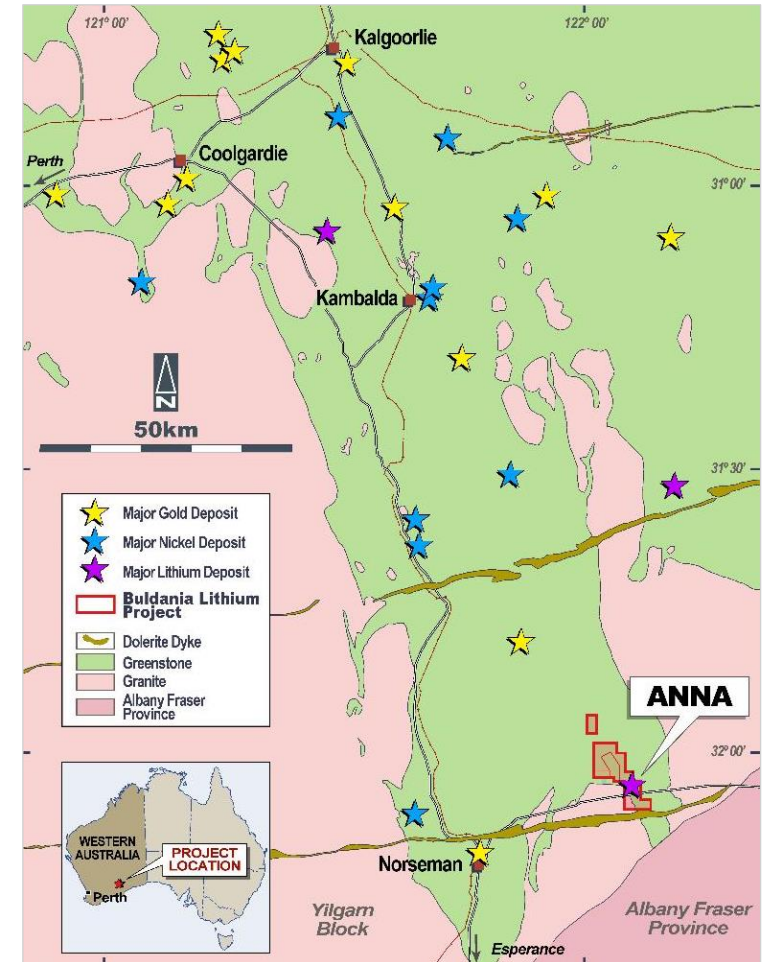 121° 00'
122° 00'
Kalgoorlie
Coolgardie
Perth
31° 00'
Kambalda
N
50km
31° 30'
Major Gold Deposit
Major Nickel Deposit
Major Lithium Deposit
Buldania Lithium
Project
Dolerite Dyke
Greenstone
Granite
Albany Fraser
Province
ANNA
32° 00'
WESTERN
AUSTRALIA
PROJECT
LOCATION
Perth
Norseman
Yilgarn
Block
Albany Fraser
Province
Esperance